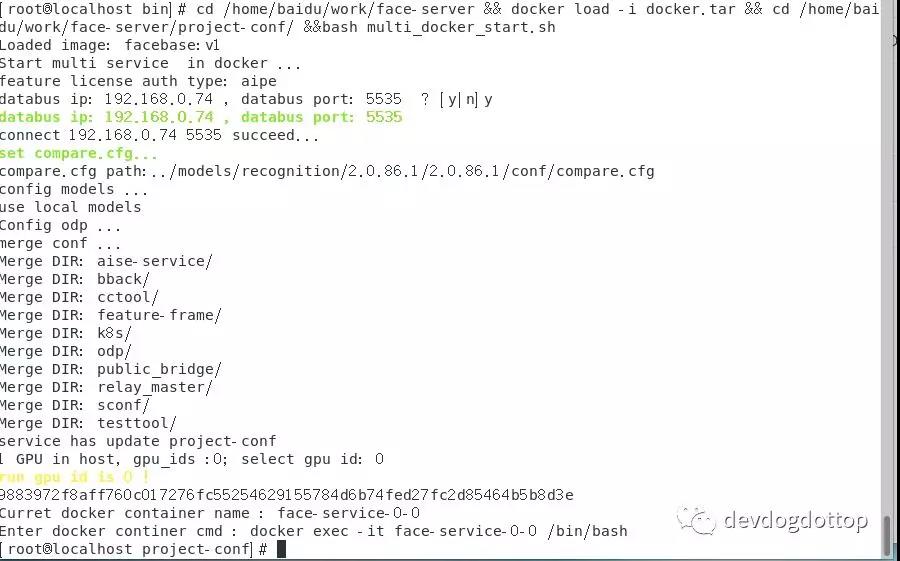 [root@localhost bin]# cd /home/baidu/work/face-server && docker load -i docker.tar && cd /home/bai
du/work/face-server/project-conf/ &&bash multi_docker_start.sh
Loaded image: facebase:v1
Start multi service  in docker ...
feature license auth type: aipe
databus ip: 192.168.0.74 , databus port: 5535  ? [y|n]y
databus ip: 192.168.0.74 , databus port: 5535
connect 192.168.0.74 5535 succeed...
set compare.cfg...
compare.cfg path:../models/recognition/2.0.86.1/2.0.86.1/conf/compare.cfg
config models ...
use local models
Config odp ...
merge conf ...
Merge DIR: aise-service/
Merge DIR: bback/
Merge DIR: cctool/
Merge DIR: feature-frame/
Merge DIR: k8s/
Merge DIR: odp/
Merge DIR: public_bridge/
Merge DIR: relay_master/
Merge DIR: sconf/
Merge DIR: testtool/
service has update project-conf
1 GPU in host, gpu_ids :0; select gpu id: 0
run gpu id is 0 !
9883972f8aff760c017276fc55254629155784d6b74fed27fc2d85464b5b8d3e
Curret docker container name : face-service-0-0
Enter docker continer cmd : docker exec -it face-service-0-0 /bin/bash
[root@localhost project-conf]#
devdogdottop